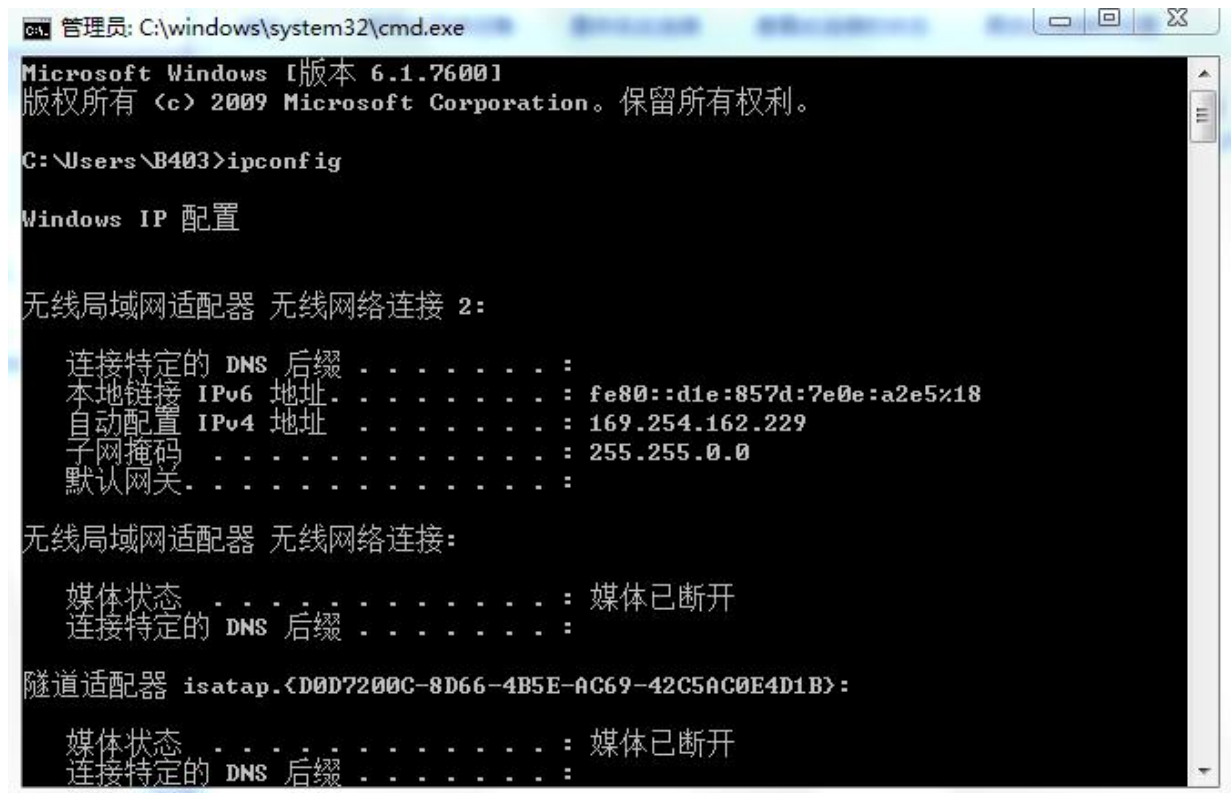 管理员: C:\windows\system32\cmd.exe
Microsoft Windows [版本 6.1.7600]
版权所有 (c) 2009 Microsoft Corporation。保留所有权利。
C:\Users\B403>ipconfig
Windows IP 配置
无线局域网适配器 无线网络连接 2:
连接特定的 DNS 后缀 . . . . . . . :
本地链接 IPv6 地址. . . . . . . . : fe80::d1e:857d:7e0e:a2e5%18
自动配置 IPv4 地址 . . . . . . . : 169.254.162.229
子网掩码 . . . . . . . . . . . . : 255.255.0.0
默认网关. . . . . . . . . . . . . :
无线局域网适配器 无线网络连接:
媒体状态 . . . . . . . . . . . . : 媒体已断开
连接特定的 DNS 后缀 . . . . . . . :
隧道适配器 isatap.{D0D7200C-8D66-4B5E-AC69-42C5AC0E4D1B}:
媒体状态 . . . . . . . . . . . . : 媒体已断开
连接特定的 DNS 后缀 . . . . . . . :